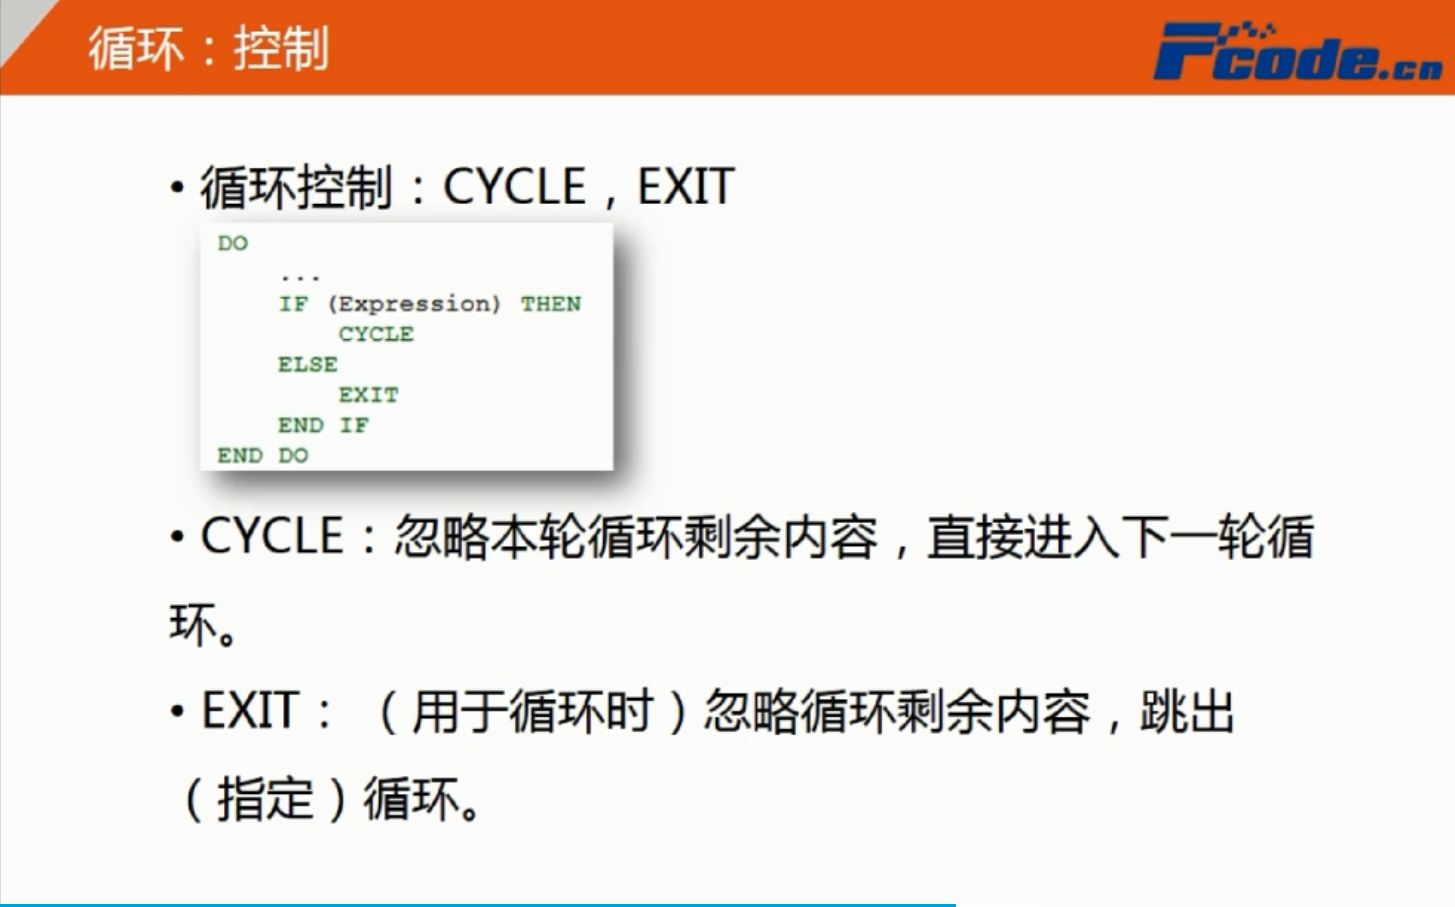 循环：控制
Fcode.cn
• 循环控制：CYCLE，EXIT
DO
...
IF (Expression) THEN
CYCLE
ELSE
EXIT
END IF
END DO
• CYCLE：忽略本轮循环剩余内容，直接进入下一轮循
环。
• EXIT：（用于循环时）忽略循环剩余内容，跳出
（指定）循环。